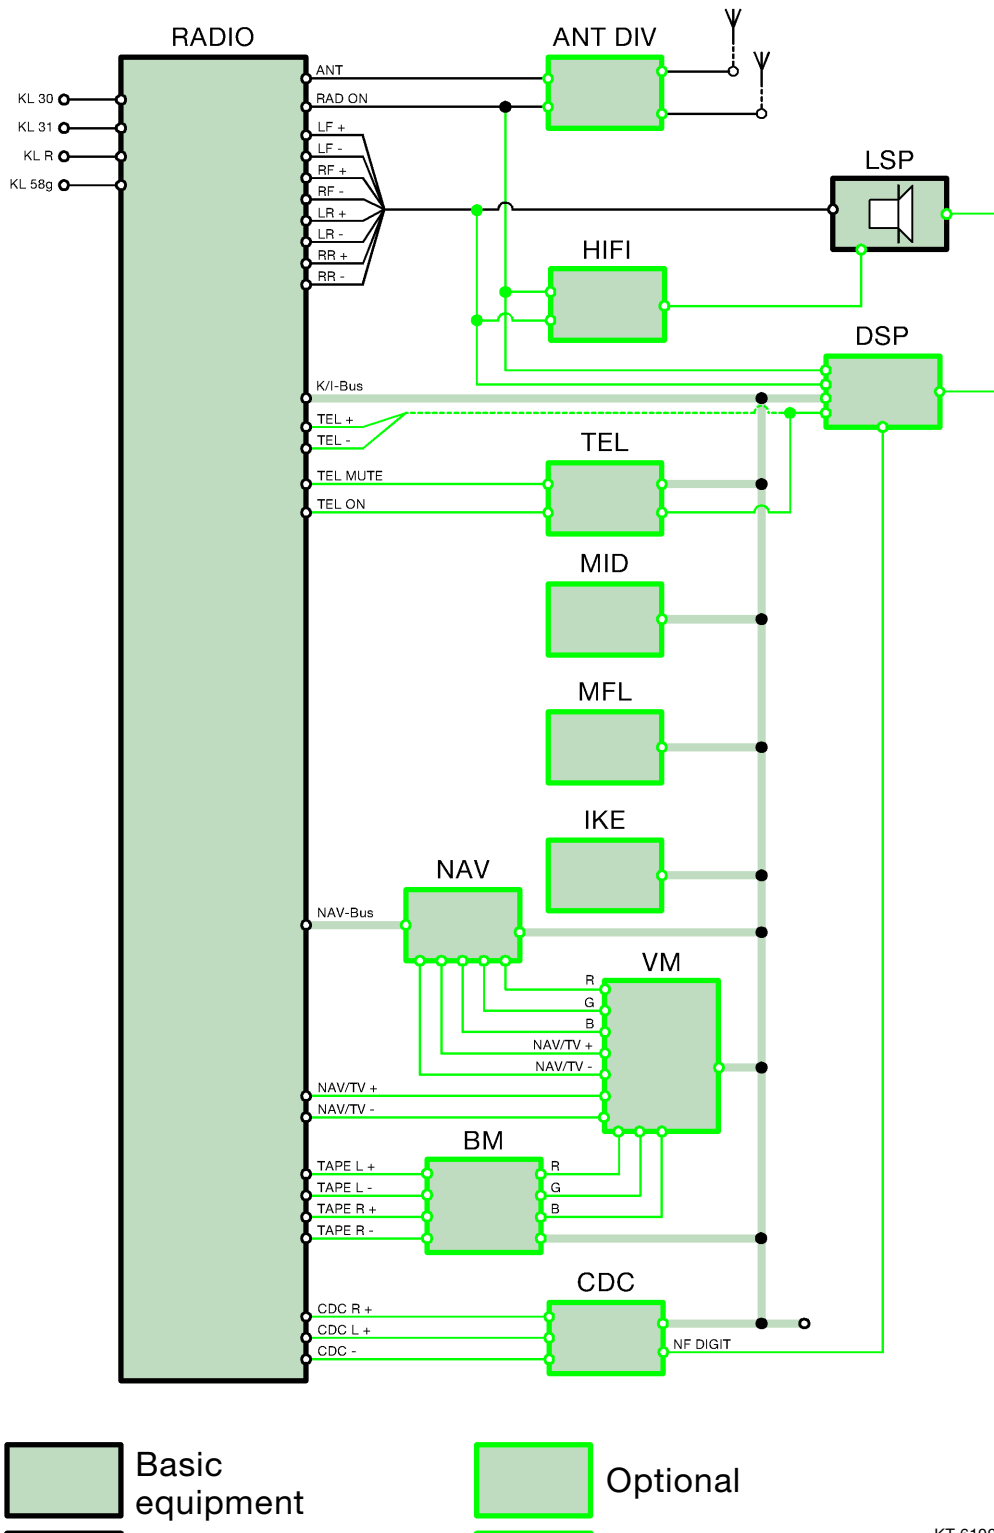 RADIO
ANT DIV
KL 30
KL 31
KL R
KL 58g
ANT
RAD ON
LF +
LF -
RF +
RF -
LR +
LR -
RR +
RR -
LSP
HIFI
DSP
K/I-Bus
TEL +
TEL -
TEL
TEL MUTE
TEL ON
MID
MFL
IKE
NAV
NAV-Bus
VM
R
G
B
NAV/TV +
NAV/TV -
NAV/TV +
NAV/TV -
BM
TAPE L +
TAPE L -
TAPE R +
TAPE R -
R
G
B
CDC
CDC R +
CDC L +
CDC -
NF DIGIT
Basic
equipment
Optional